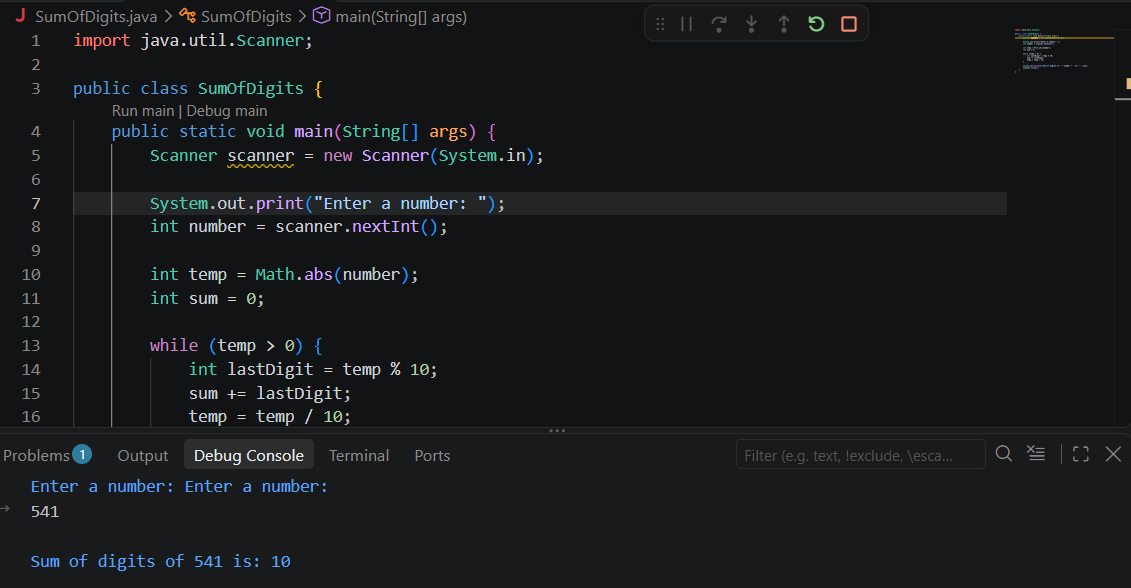 J SumOfDigits.java > SumOfDigits > main(String[] args)
1 import java.util.Scanner;
2
3 public class SumOfDigits {
Run main | Debug main
4 public static void main(String[] args) {
5 Scanner scanner = new Scanner(System.in);
6
7 System.out.print("Enter a number: ");
8 int number = scanner.nextInt();
9
10 int temp = Math.abs(number);
11 int sum = 0;
12
13 while (temp > 0) {
14 int lastDigit = temp % 10;
15 sum += lastDigit;
16 temp = temp / 10;
Problems 1 Output Debug Console Terminal Ports Filter (e.g. text, !exclude, \esca...
Enter a number: Enter a number:
541
Sum of digits of 541 is: 10